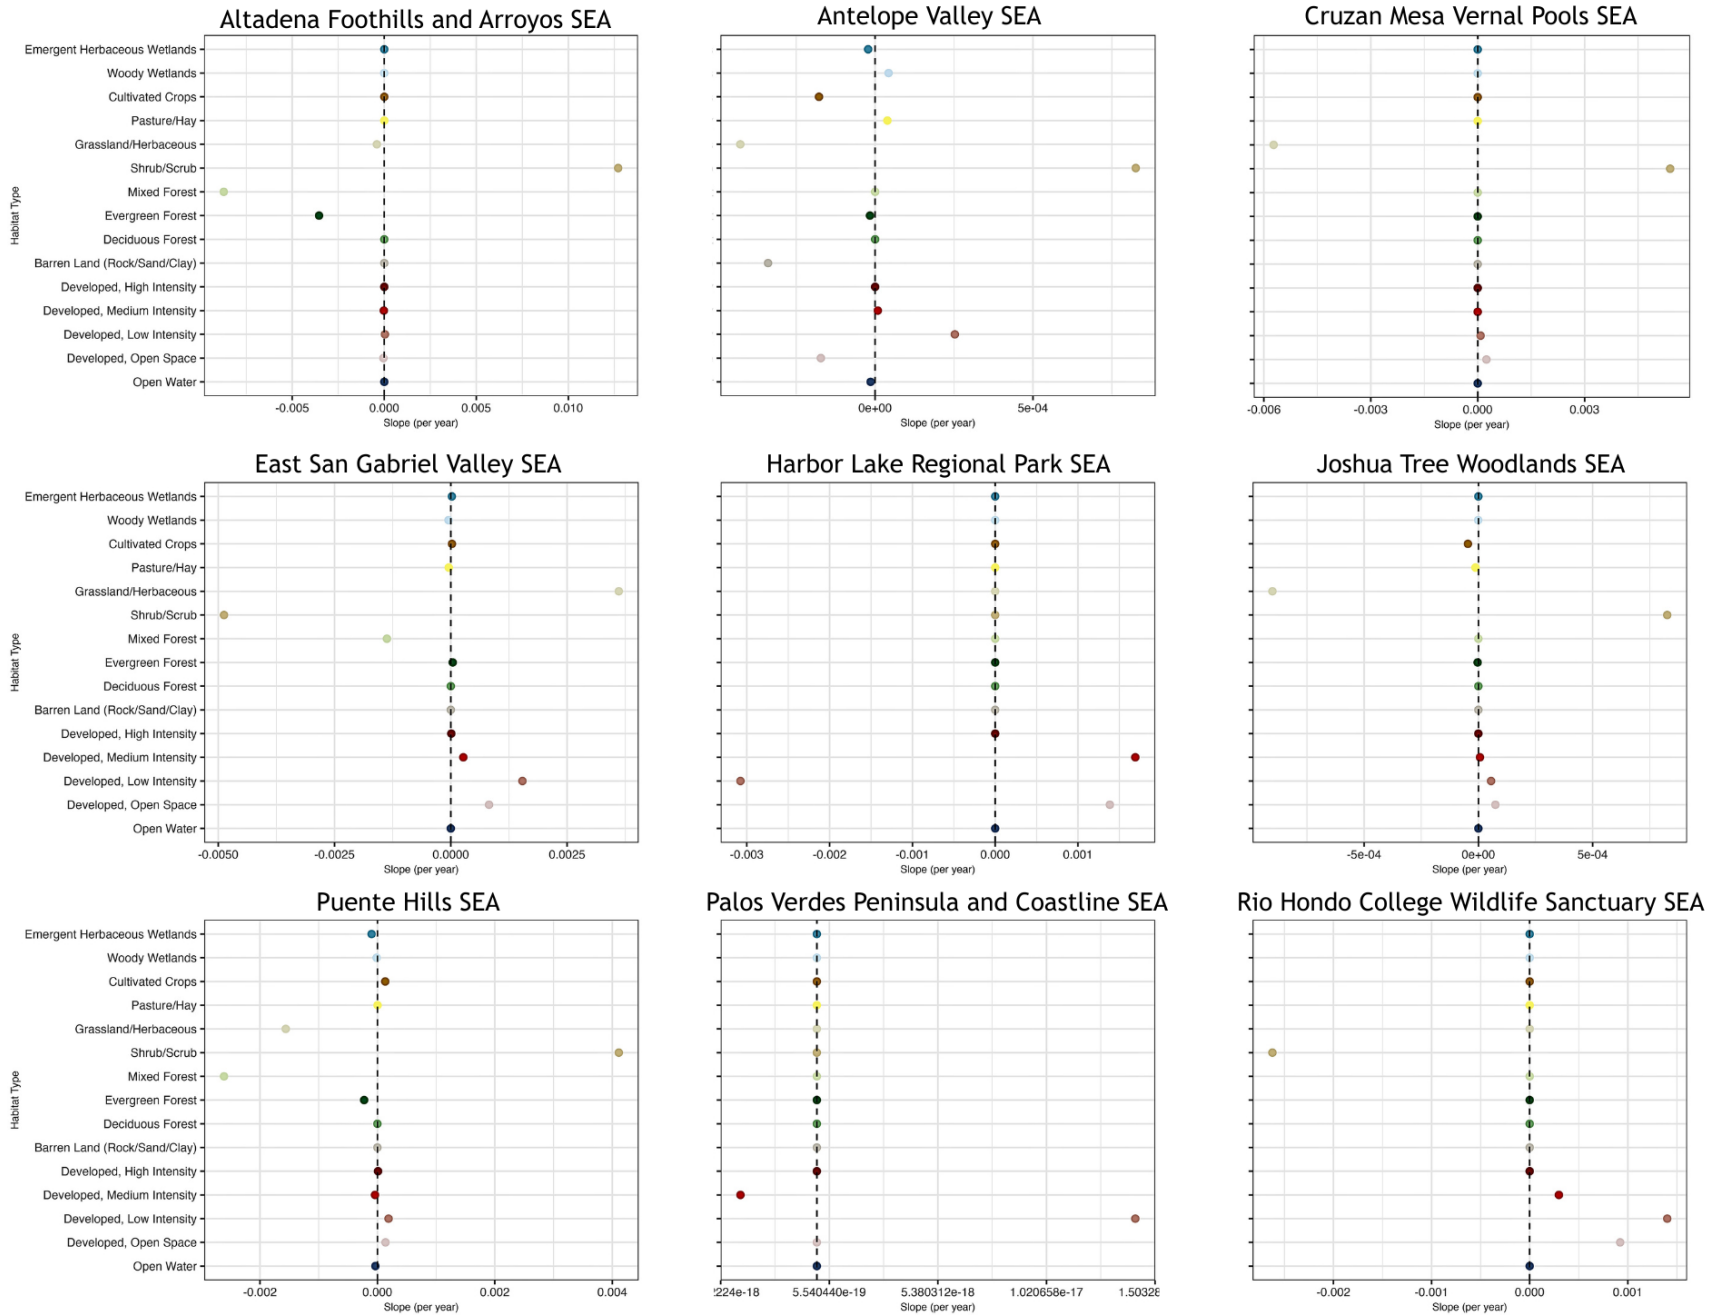 Altadena Foothills and Arroyos SEA
Antelope Valley SEA
Cruzan Mesa Vernal Pools SEA
Habitat Type
Emergent Herbaceous Wetlands
Woody Wetlands
Cultivated Crops
Pasture/Hay
Grassland/Herbaceous
Shrub/Scrub
Mixed Forest
Evergreen Forest
Deciduous Forest
Barren Land (Rock/Sand/Clay)
Developed, High Intensity
Developed, Medium Intensity
Developed, Low Intensity
Developed, Open Space
Open Water
-0.005 0.000 0.005 0.010
Slope (per year)
0e+00 5e-04
Slope (per year)
-0.006 -0.003 0.000 0.003
Slope (per year)
East San Gabriel Valley SEA
Harbor Lake Regional Park SEA
Joshua Tree Woodlands SEA
Habitat Type
Emergent Herbaceous Wetlands
Woody Wetlands
Cultivated Crops
Pasture/Hay
Grassland/Herbaceous
Shrub/Scrub
Mixed Forest
Evergreen Forest
Deciduous Forest
Barren Land (Rock/Sand/Clay)
Developed, High Intensity
Developed, Medium Intensity
Developed, Low Intensity
Developed, Open Space
Open Water
-0.0050 -0.0025 0.0000 0.0025
Slope (per year)
-0.003 -0.002 -0.001 0.000 0.001
Slope (per year)
-5e-04 0e+00 5e-04
Slope (per year)
Puente Hills SEA
Palos Verdes Peninsula and Coastline SEA
Rio Hondo College Wildlife Sanctuary SEA
Habitat Type
Emergent Herbaceous Wetlands
Woody Wetlands
Cultivated Crops
Pasture/Hay
Grassland/Herbaceous
Shrub/Scrub
Mixed Forest
Evergreen Forest
Deciduous Forest
Barren Land (Rock/Sand/Clay)
Developed, High Intensity
Developed, Medium Intensity
Developed, Low Intensity
Developed, Open Space
Open Water
-0.002 0.000 0.002 0.004
Slope (per year)
224e-18 5.540440e-19 5.380312e-18 1.020658e-17 1.50328
Slope (per year)
-0.002 -0.001 0.000 0.001
Slope (per year)